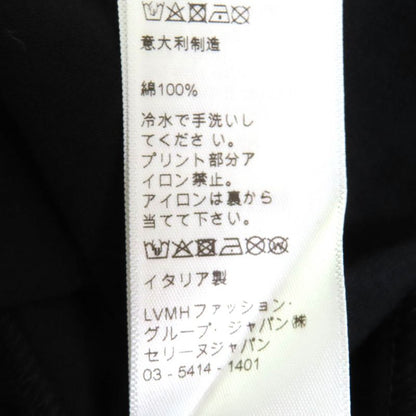 意大利制造
綿100%
冷水で手洗いし
てください。
プリント部分ア
イロン禁止。
アイロンは裏から
当てて下さい。
イタリア製
LVMHファッション・
グループ・ジャパン㈱
セリーヌジャパン
03-5414-1401